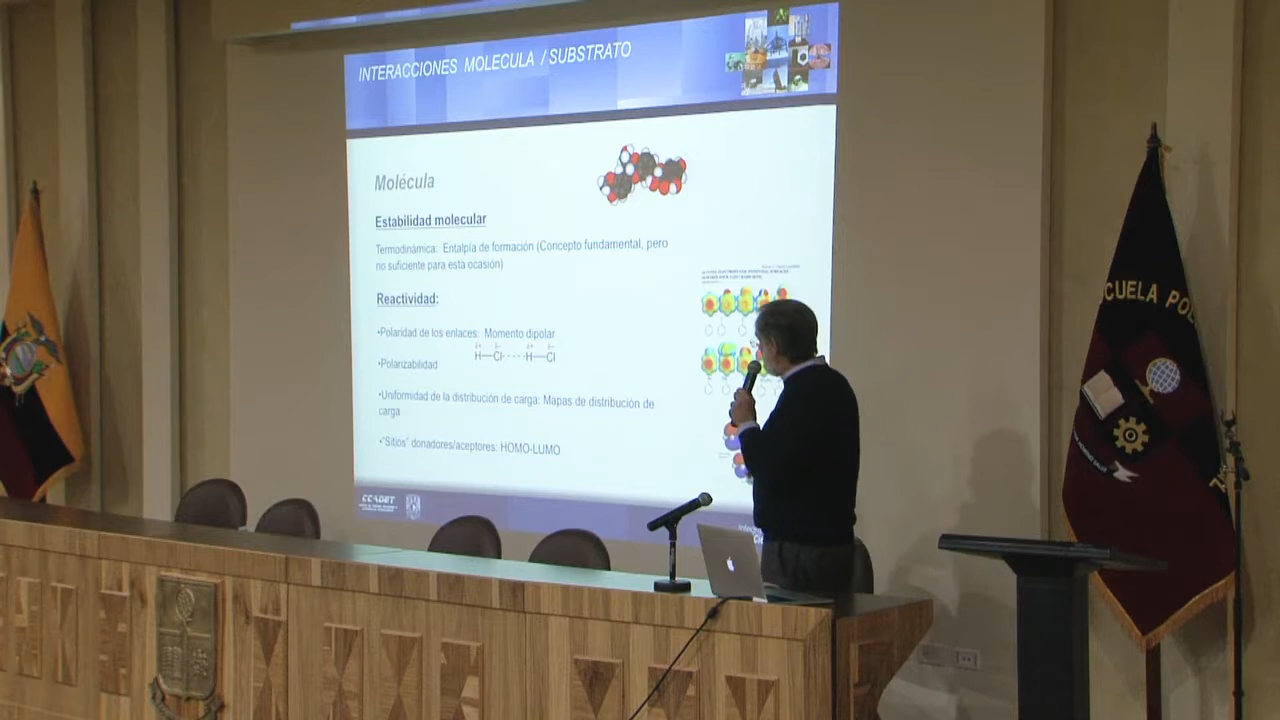 INTERACCIONES MOLECULA / SUBSTRATO
Molécula
Estabilidad molecular
Termodinámica: Entalpía de formación (Concepto fundamental, pero
no suficiente para esta ocasión)
Reactividad:
•Polaridad de los enlaces: Momento dipolar
δ+ δ− δ+ δ−
H—Cl----H—Cl
•Polarizabilidad
•Uniformidad de la distribución de carga: Mapas de distribución de
carga
•"Sitios" donadores/aceptores: HOMO-LUMO
CCADET
CUELA POL